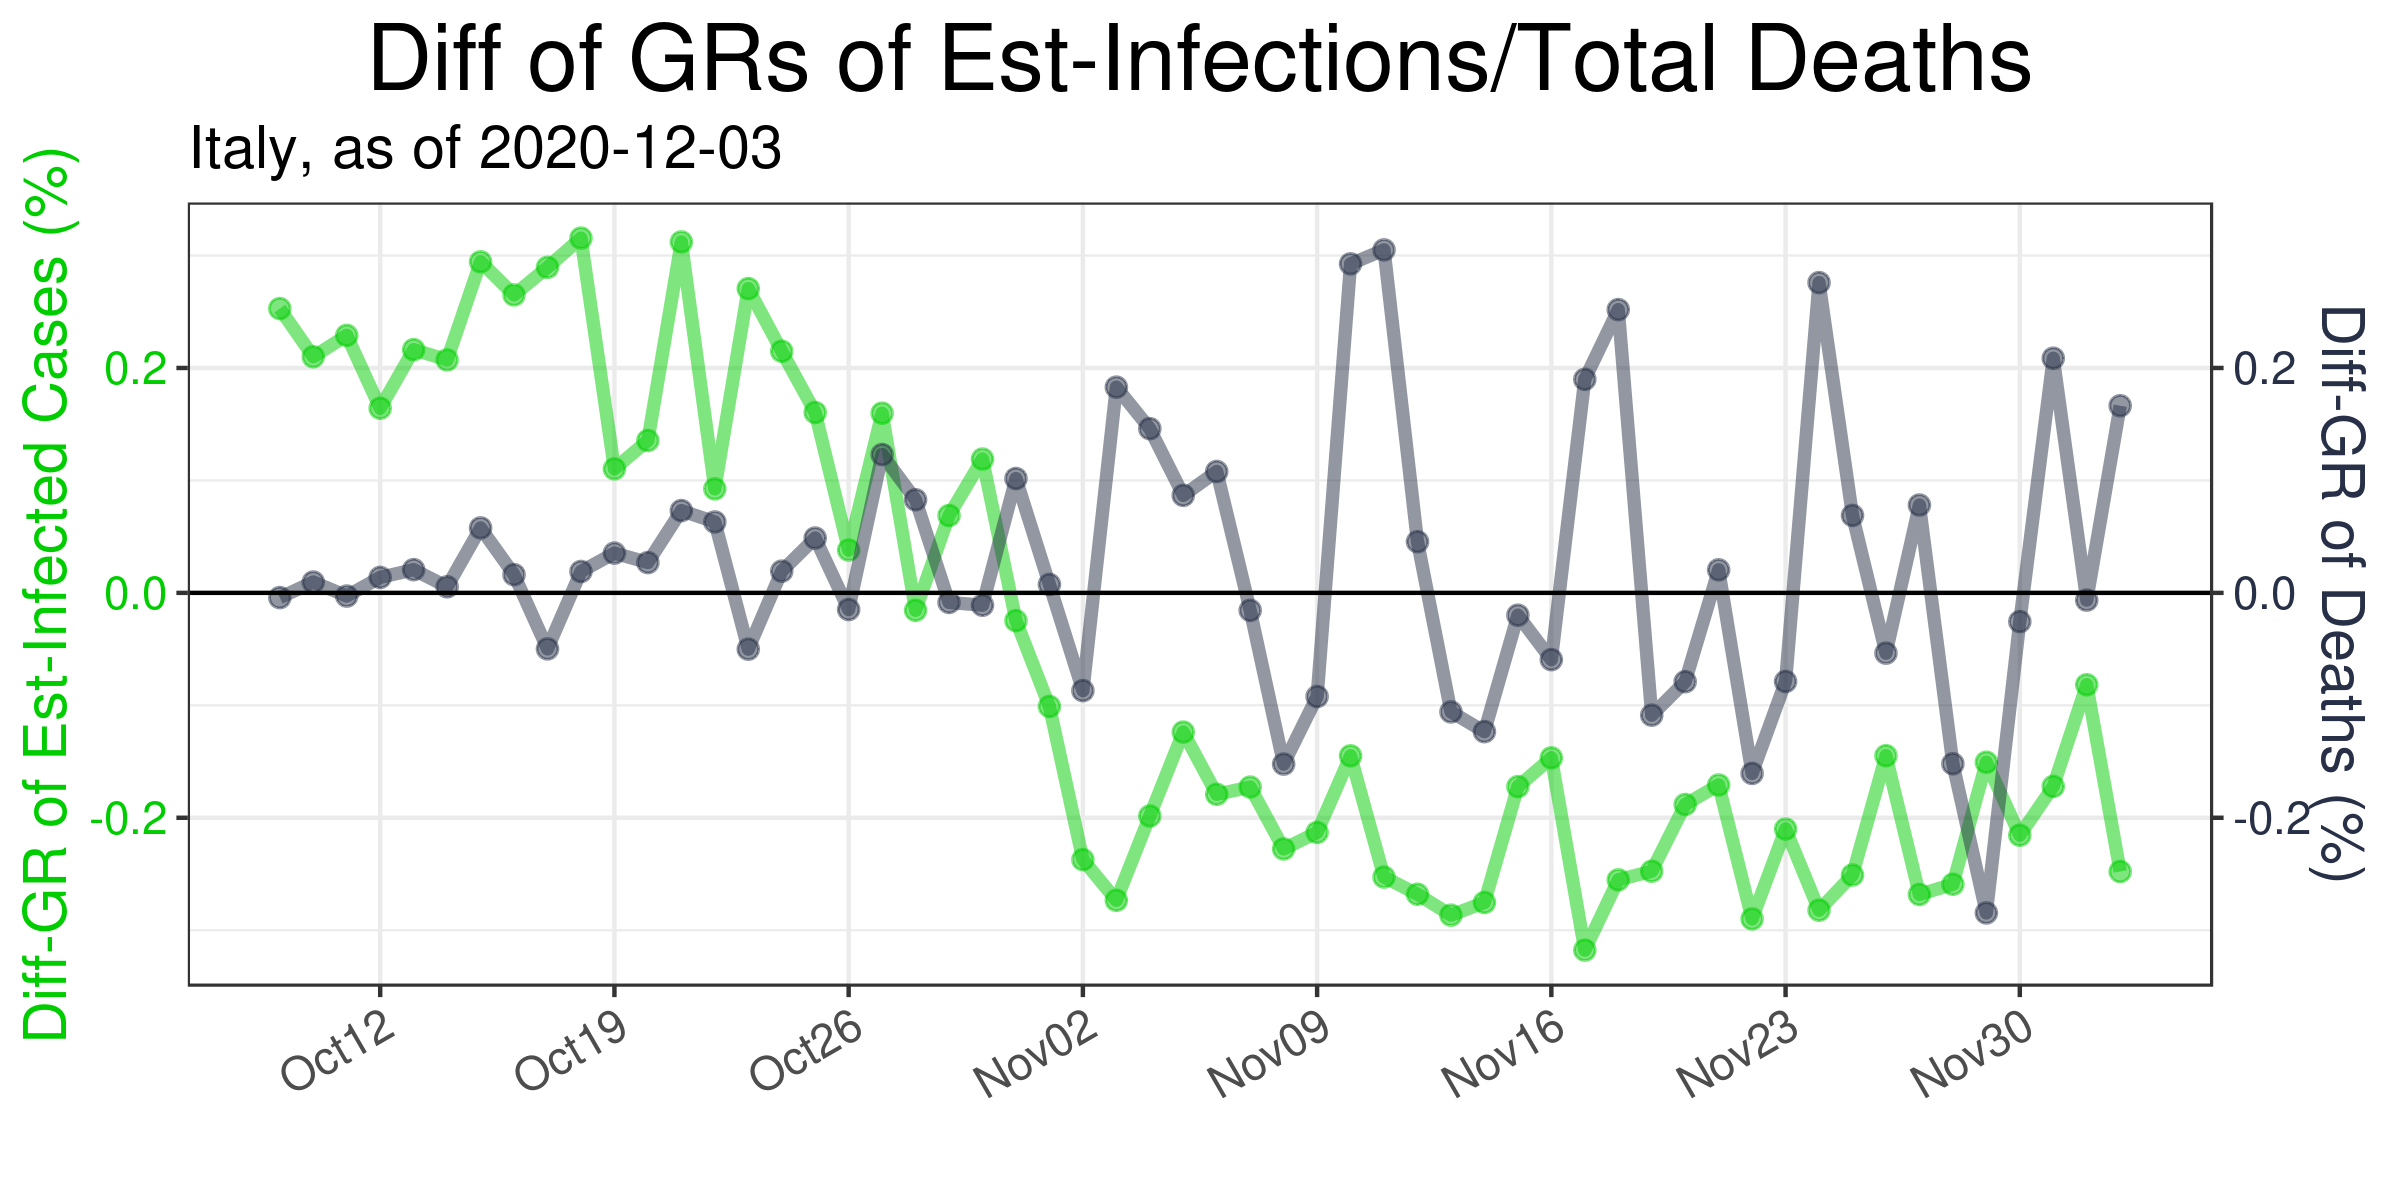 Diff of GRs of Est-Infections/Total Deaths
Italy, as of 2020-12-03
Diff-GR of Est-Infected Cases (%)
0.2
0.0
-0.2
0.2
0.0
-0.2
Diff-GR of Deaths (%)
Oct12
Oct19
Oct26
Nov02
Nov09
Nov16
Nov23
Nov30